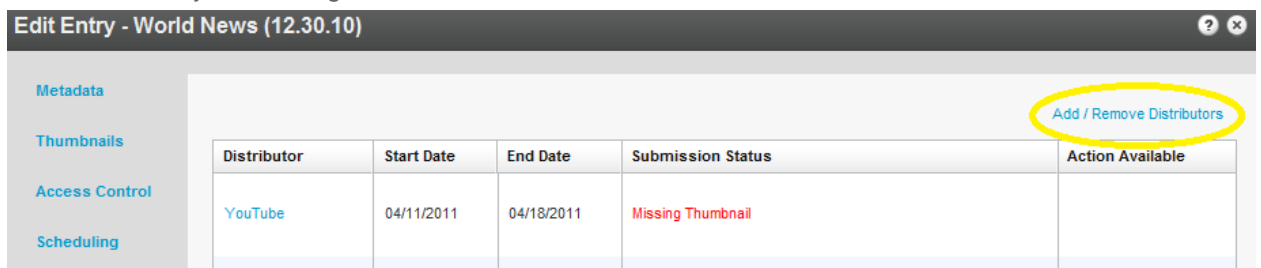 Edit Entry - World News (12.30.10)
Metadata
Add / Remove Distributors
Thumbnails
Distributor Start Date End Date Submission Status Action Available
Access Control
YouTube 04/11/2011 04/18/2011 Missing Thumbnail
Scheduling